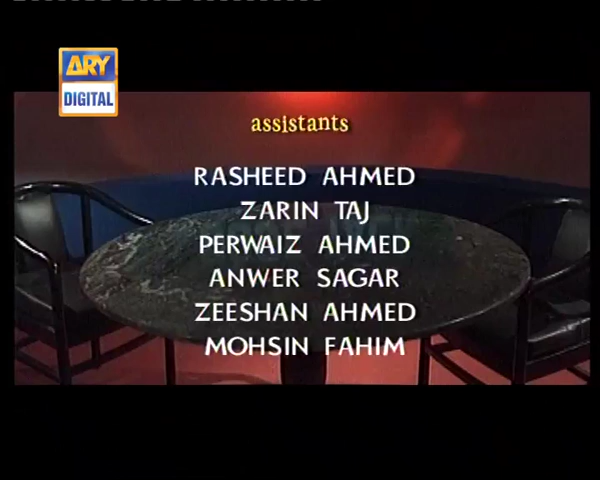 ARY
DIGITAL
assistants
RASHEED AHMED
ZARIN TAJ
PERWAIZ AHMED
ANWER SAGAR
ZEESHAN AHMED
MOHSIN FAHIM